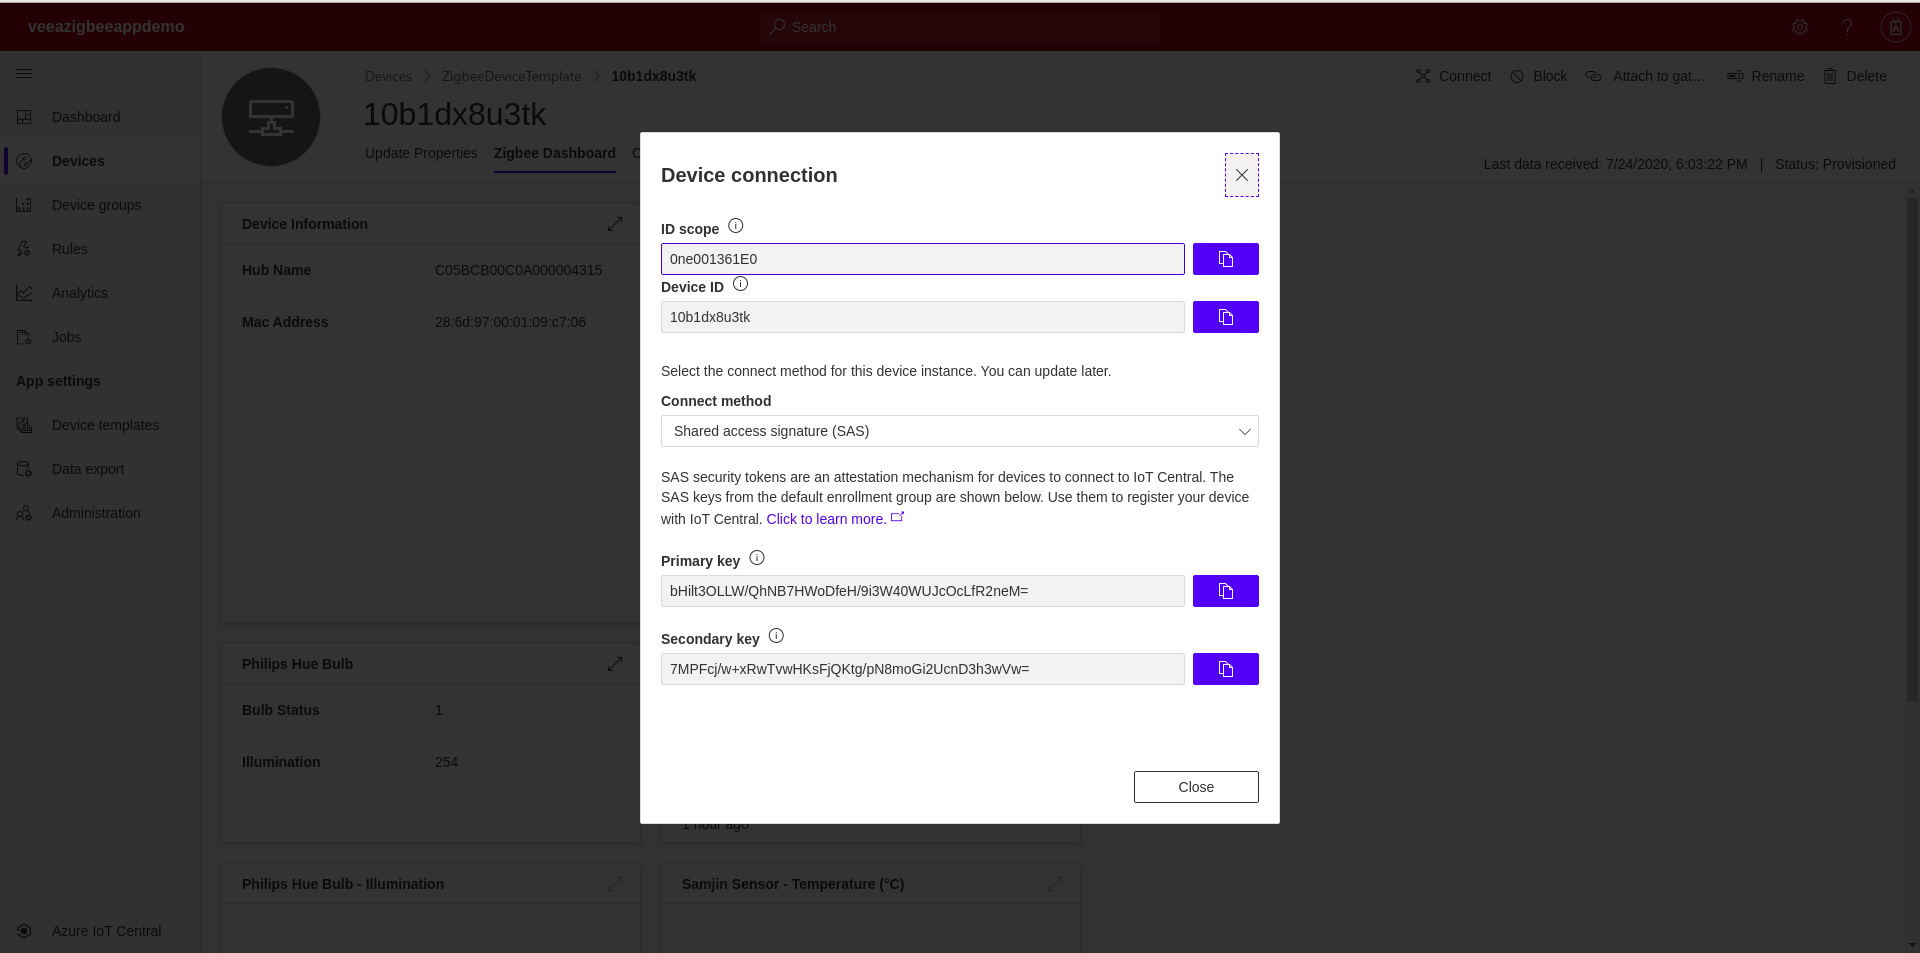 veeazigbeeappdemo
Search
Devices > ZigbeeDeviceTemplate > 10b1dx8u3tk
Connect
Block
Attach to gat...
Rename
Delete
10b1dx8u3tk
Update Properties
Zigbee Dashboard
Last data received: 7/24/2020, 6:03:22 PM | Status: Provisioned
Dashboard
Devices
Device groups
Rules
Analytics
Jobs
App settings
Device templates
Data export
Administration
Azure IoT Central
Device Information
Hub Name C05BCB00C0A000004315
Mac Address 28:6d:97:00:01:09:c7:06
Philips Hue Bulb
Bulb Status 1
Illumination 254
1 hour ago
Philips Hue Bulb - Illumination
Samjin Sensor - Temperature (°C)
Device connection
ID scope
0ne001361E0
Device ID
10b1dx8u3tk
Select the connect method for this device instance. You can update later.
Connect method
Shared access signature (SAS)
SAS security tokens are an attestation mechanism for devices to connect to IoT Central. The
SAS keys from the default enrollment group are shown below. Use them to register your device
with IoT Central. Click to learn more.
Primary key
bHilt3OLLW/QhNB7HWoDfeH/9i3W40WUJcOcLfR2neM=
Secondary key
7MPFcj/w+xRwTvwHKsFjQKtg/pN8moGi2UcnD3h3wVw=
Close